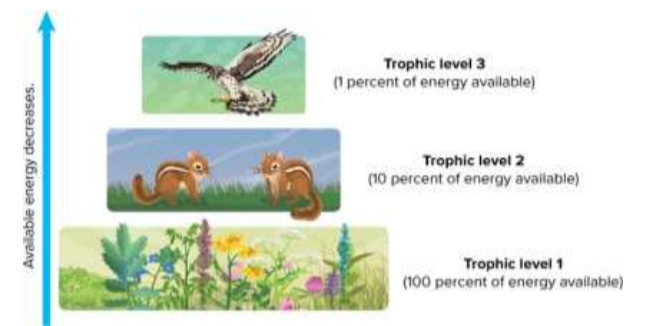 Available energy decreases.
Trophic level 3
(1 percent of energy available)
Trophic level 2
(10 percent of energy available)
Trophic level 1
(100 percent of energy available)